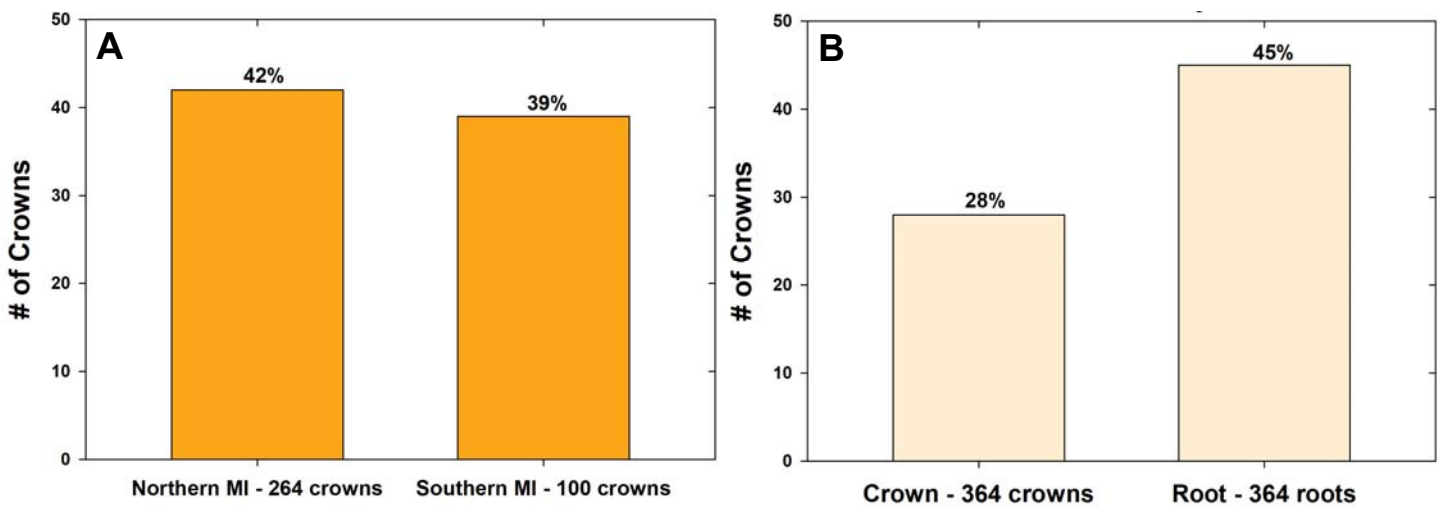 A
# of Crowns
50
40
30
20
10
0
42%
39%
Northern MI - 264 crowns
Southern MI - 100 crowns
B
# of Crowns
50
40
30
20
10
0
28%
45%
Crown - 364 crowns
Root - 364 roots